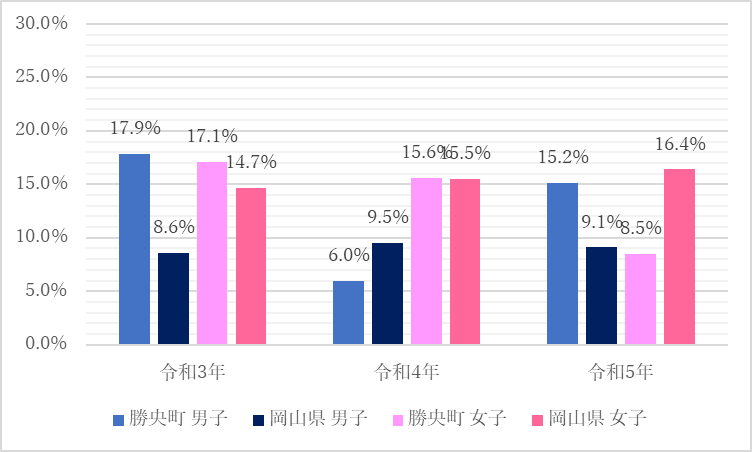 30.0%
25.0%
20.0%
15.0%
10.0%
5.0%
0.0%
17.9%
8.6%
17.1%
14.7%
6.0%
9.5%
15.6%
15.5%
15.2%
9.1%
8.5%
16.4%
令和3年
令和4年
令和5年
勝央町 男子
岡山県 男子
勝央町 女子
岡山県 女子